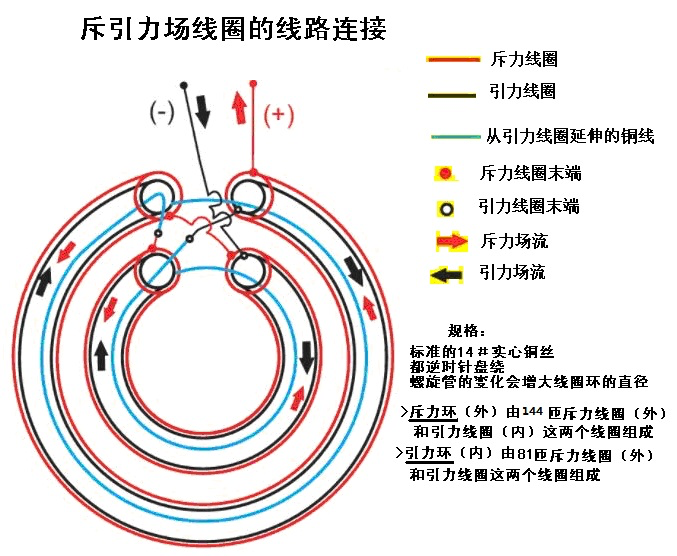 斥引力场线圈的线路连接
(-)
(+)
斥力线圈
引力线圈
从引力线圈延伸的铜线
斥力线圈末端
引力线圈末端
斥力场流
引力场流
规格：
标准的14＃实心铜丝
都逆时针盘绕
螺旋管的变化会增大线圈环的直径
>斥力环（外）由144匝斥力线圈（外）
和引力线圈（内）这两个线圈组成
>引力环（内）由81匝斥力线圈（外）
和引力线圈这两个线圈组成